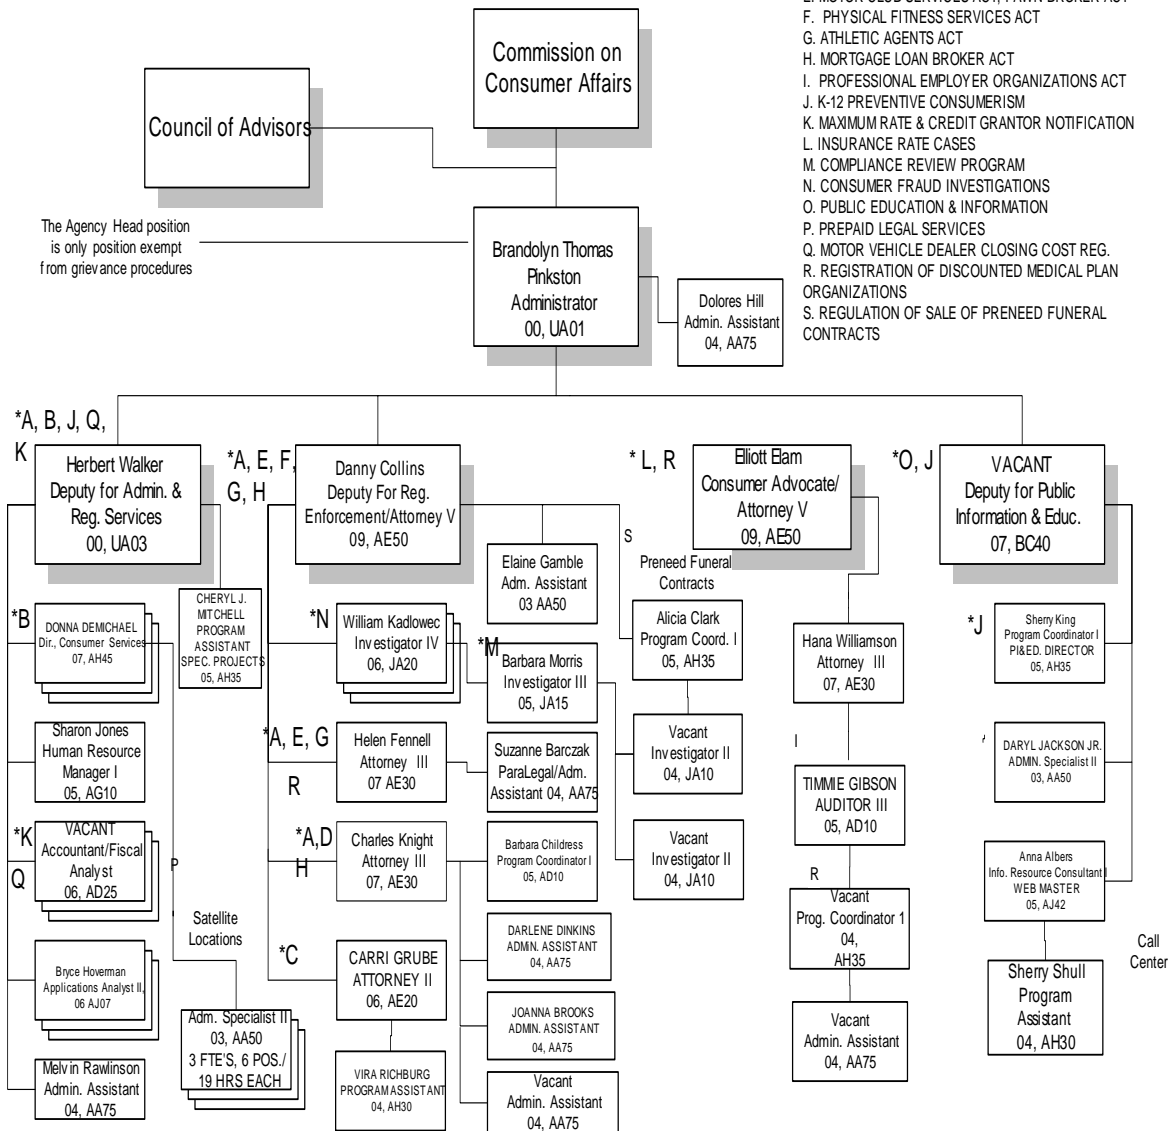 E. MOTOR CLUB SERVICES ACT, PAWN BROKER ACT
F. PHYSICAL FITNESS SERVICES ACT
G. ATHLETIC AGENTS ACT
H. MORTGAGE LOAN BROKER ACT
I. PROFESSIONAL EMPLOYER ORGANIZATIONS ACT
J. K-12 PREVENTIVE CONSUMERISM
K. MAXIMUM RATE & CREDIT GRANTOR NOTIFICATION
L. INSURANCE RATE CASES
M. COMPLIANCE REVIEW PROGRAM
N. CONSUMER FRAUD INVESTIGATIONS
O. PUBLIC EDUCATION & INFORMATION
P. PREPAID LEGAL SERVICES
Q. MOTOR VEHICLE DEALER CLOSING COST REG.
R. REGISTRATION OF DISCOUNTED MEDICAL PLAN
ORGANIZATIONS
S. REGULATION OF SALE OF PRENEED FUNERAL
CONTRACTS
Commission on
Consumer Affairs
Council of Advisors
The Agency Head position
is only position exempt
from grievance procedures
Brandolyn Thomas
Pinkston
Administrator
00, UA01
Dolores Hill
Admin. Assistant
04, AA75
*A, B, J, Q,
K
Herbert Walker
Deputy for Admin. &
Reg. Services
00, UA03
*A, E, F,
G, H
Danny Collins
Deputy For Reg.
Enforcement/Attorney V
09, AE50
* L, R
Elliott Elam
Consumer Advocate/
Attorney V
09, AE50
*O, J
VACANT
Deputy for Public
Information & Educ.
07, BC40
*B
DONNA DEMICHAEL
Dir., Consumer Services
07, AH45
CHERYL J.
MITCHELL
PROGRAM
ASSISTANT
SPEC. PROJECTS
05, AH35
Sharon Jones
Human Resource
Manager I
05, AG10
*K
Q
VACANT
Accountant/Fiscal
Analyst
06, AD25
P
Satellite
Locations
Bryce Hoverman
Applications Analyst II,
06 AJ07
Adm. Specialist II
03, AA50
3 FTE'S, 6 POS./
19 HRS EACH
Melvin Rawlinson
Admin. Assistant
04, AA75
Elaine Gamble
Adm. Assistant
03 AA50
*N
William Kadlowec
Investigator IV
06, JA20
*M
Barbara Morris
Investigator III
05, JA15
*A, E, G
R
Helen Fennell
Attorney III
07 AE30
Suzanne Barczak
ParaLegal/Adm.
Assistant 04, AA75
*A,D
H
Charles Knight
Attorney III
07, AE30
Barbara Childress
Program Coordinator I
05, AD10
DARLENE DINKINS
ADMIN. ASSISTANT
04, AA75
*C
CARRI GRUBE
ATTORNEY II
06, AE20
JOANNA BROOKS
ADMIN. ASSISTANT
04, AA75
VIRA RICHBURG
PROGRAM ASSISTANT
04, AH30
Vacant
Admin. Assistant
04, AA75
S
Preneed Funeral
Contracts
Alicia Clark
Program Coord. I
05, AH35
Vacant
Investigator II
04, JA10
Vacant
Investigator II
04, JA10
Hana Williamson
Attorney III
07, AE30
I
TIMMIE GIBSON
AUDITOR III
05, AD10
R
Vacant
Prog. Coordinator 1
04,
AH35
Vacant
Admin. Assistant
04, AA75
*J
Sherry King
Program Coordinator I
PI&ED. DIRECTOR
05, AH35
DARYL JACKSON JR.
ADMIN. Specialist II
03, AA50
Anna Albers
Info. Resource Consultant I
WEB MASTER
05, AJ42
Call
Center
Sherry Shull
Program
Assistant
04, AH30